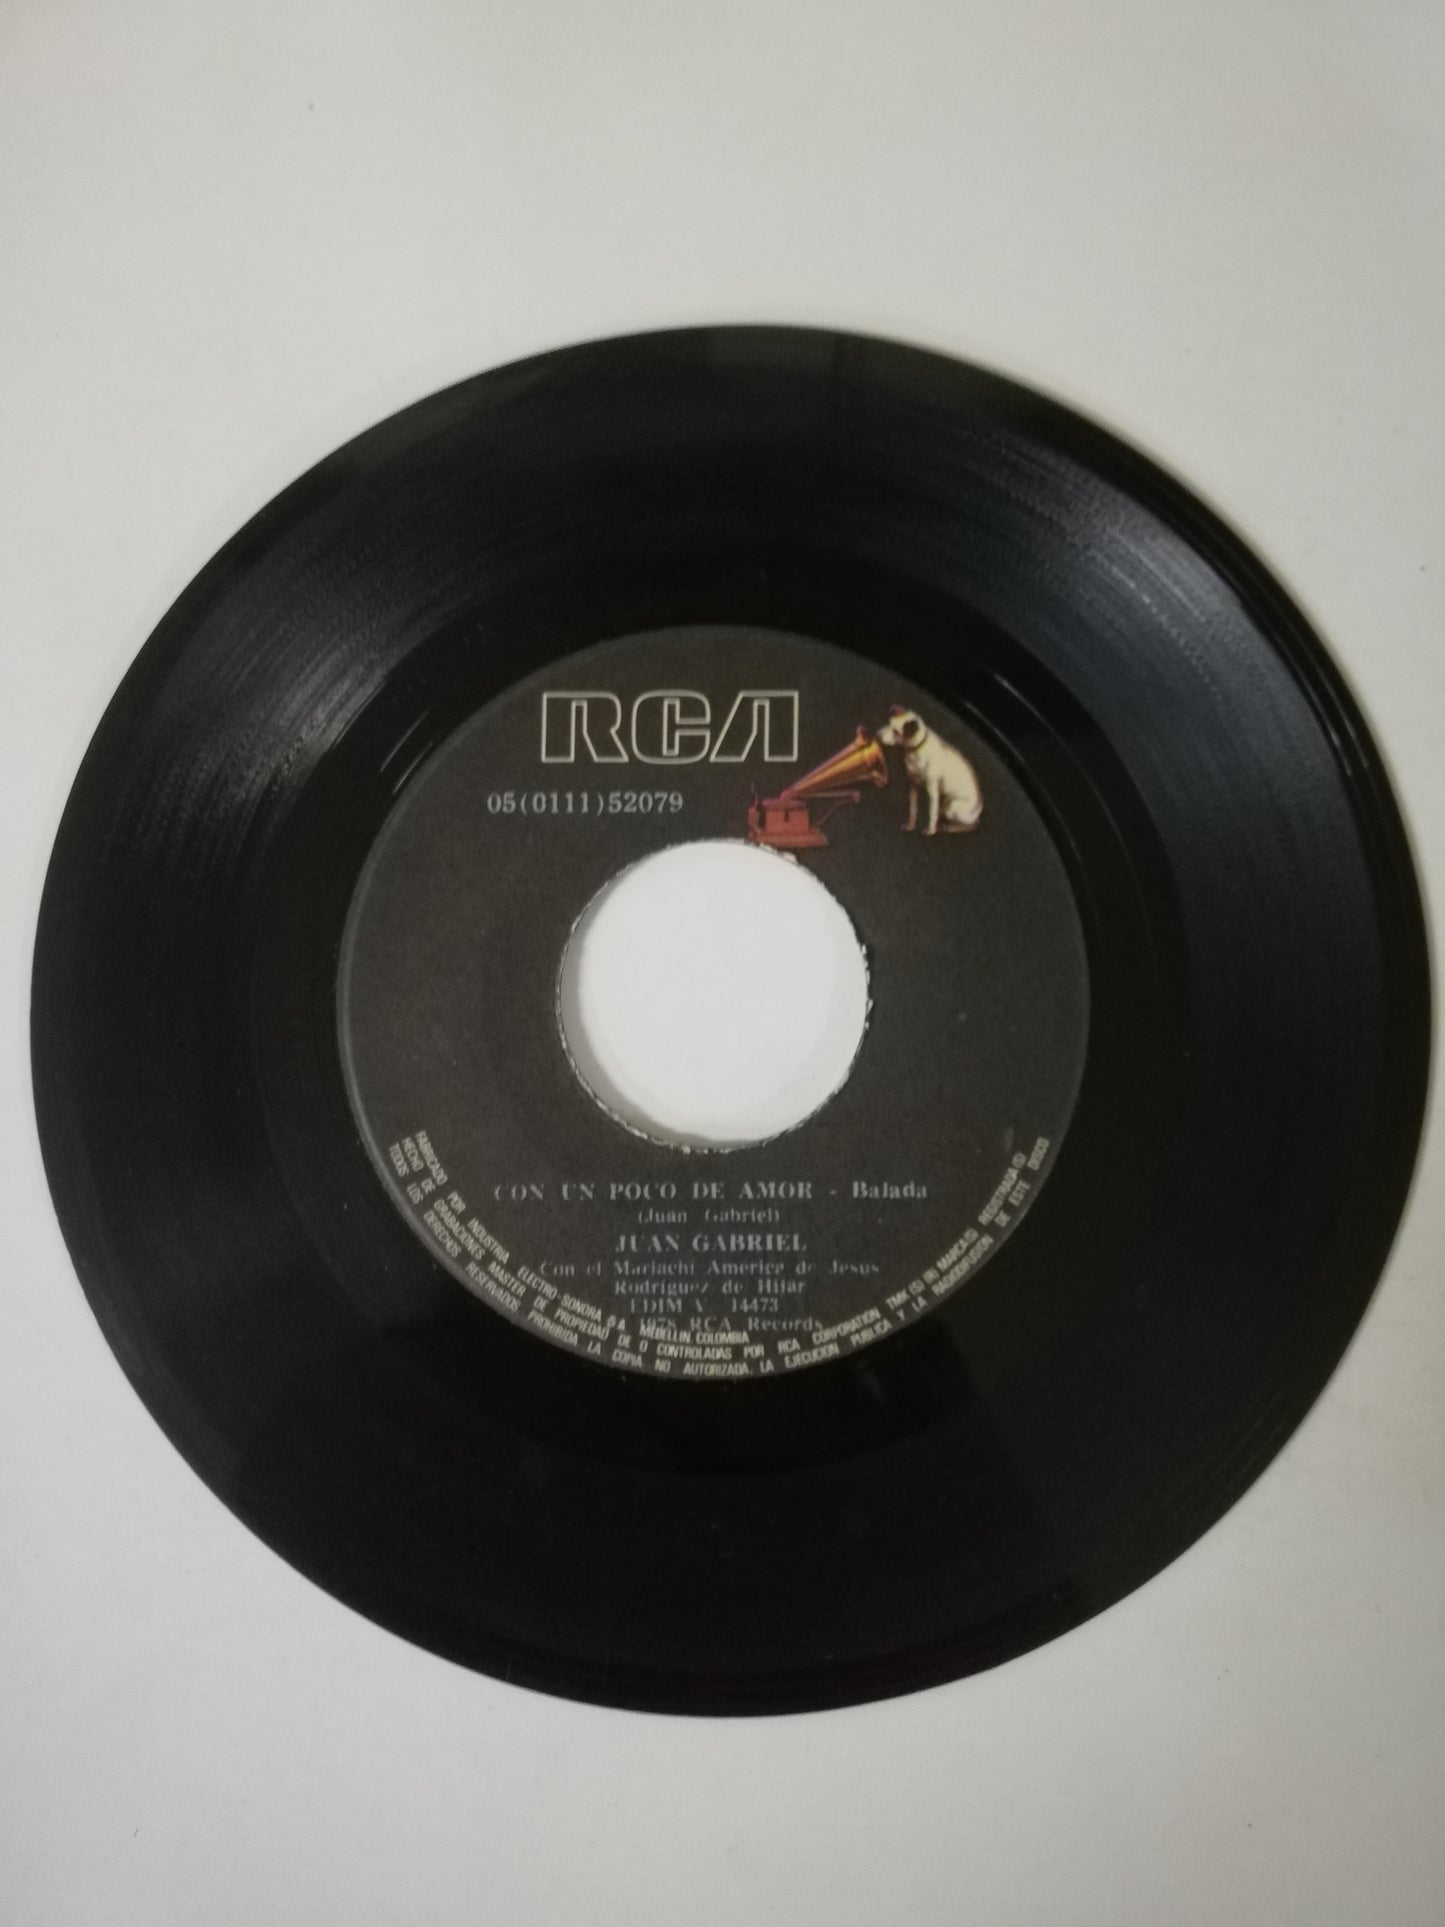 RCA
05(0111)52079
CON UN POCO DE AMOR - Balada
(Juan Gabriel)
JUAN GABRIEL
Con el Mariachi Americe de Jesus
Rodriguez de Hijar
EDIM V. 14473
1978 RCA Records
FABRICADO POR INDUSTRIA ELECTRO-SONORA S A MEDELLIN COLOMBIA
HECHO DE GRABACIONES MASTER DE PROPIEDAD DE O CONTROLADAS POR RCA CORPORATION TMK(S) (R) MARCA(S) REGISTRADA(S)
TODOS LOS DERECHOS RESERVADOS PROHIBIDA LA COPIA NO AUTORIZADA, LA EJECUCION PUBLICA Y LA RADIODIFUSION DE ESTE DISCO